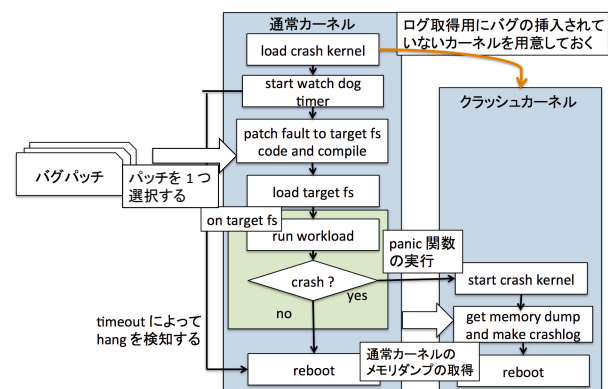 通常カーネル
ログ取得用にバグの挿入されて
いないカーネルを用意しておく
load crash kernel
start watch dog
timer
クラッシュカーネル
patch fault to target fs
code and compile
バグパッチ
パッチを 1 つ
選択する
load target fs
on target fs
run workload
panic 関数
の実行
crash ?
yes
no
start crash kernel
get memory dump
and make crashlog
timeout によって
hang を検知する
通常カーネルの
メモリダンプの取得
reboot
reboot